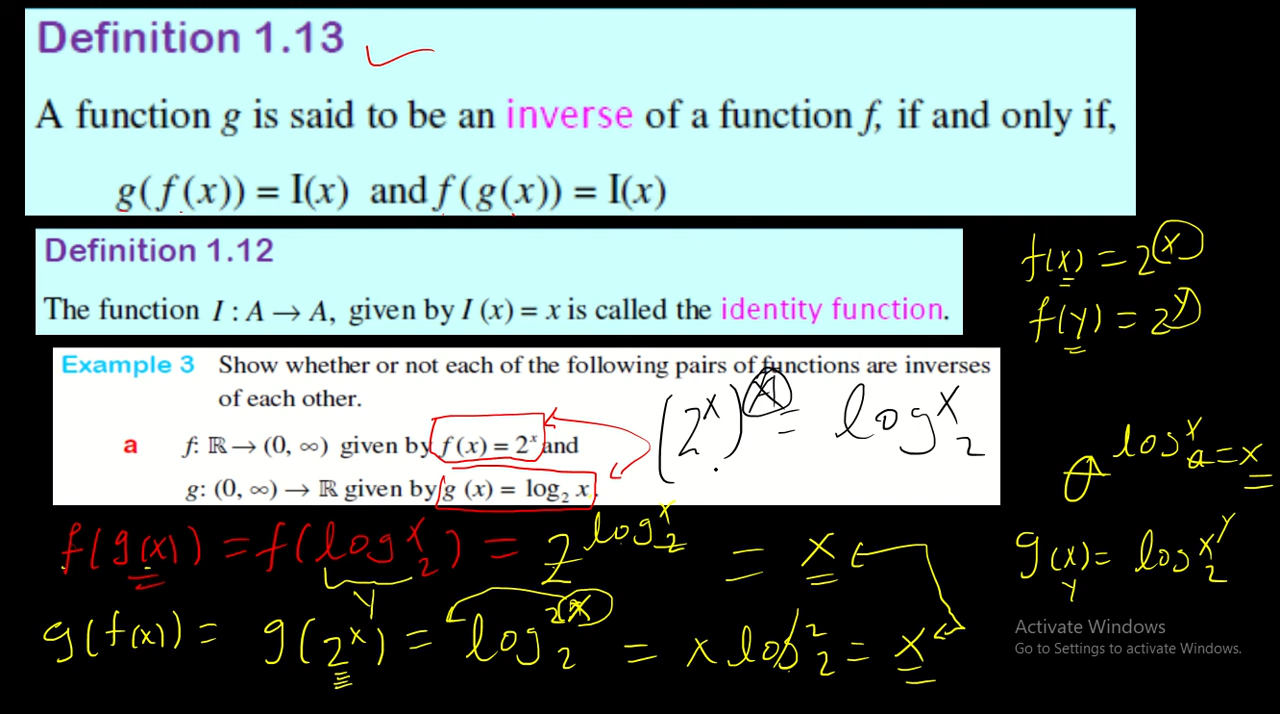 Definition 1.13
A function g is said to be an inverse of a function f, if and only if,
g(f(x)) = I(x) and f(g(x)) = I(x)
Definition 1.12
The function I : A → A, given by I (x) = x is called the identity function.
f(x) = 2^x
f(y) = 2^y
Example 3 Show whether or not each of the following pairs of functions are inverses
of each other.
a f: ℝ → (0, ∞) given by f (x) = 2^x and
g: (0, ∞) → ℝ given by g (x) = log₂ x.
= log₂ x
a^(logₐ x) = x
f(g(x)) = f(log₂ x) = 2^(log₂ x) = x
y
g(x) = log₂ x y
y
g(f(x)) = g(2^x) = log₂ 2^x = x log₂ 2 = x
Activate Windows
Go to Settings to activate Windows.